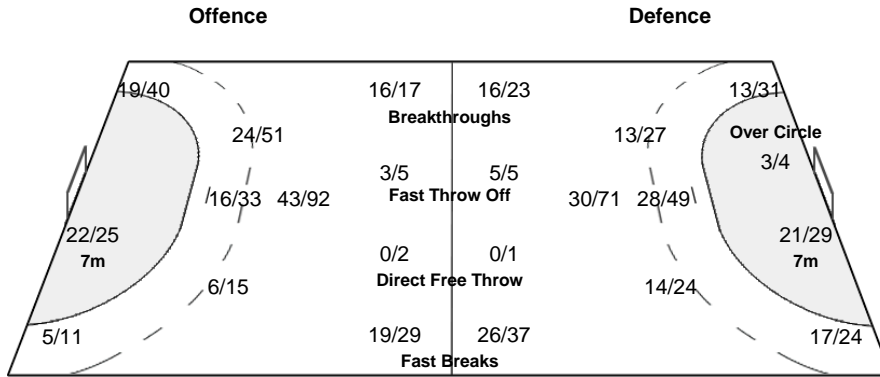 Offence Defence
19/40 16/17 16/23 13/31
Breakthroughs
24/51 13/27 Over Circle
3/4
3/5 5/5
Fast Throw Off
16/33 43/92 30/71 28/49
22/25 21/29
7m 7m
0/2 0/1
Direct Free Throw
6/15 14/24
5/11 19/29 26/37 17/24
Fast Breaks